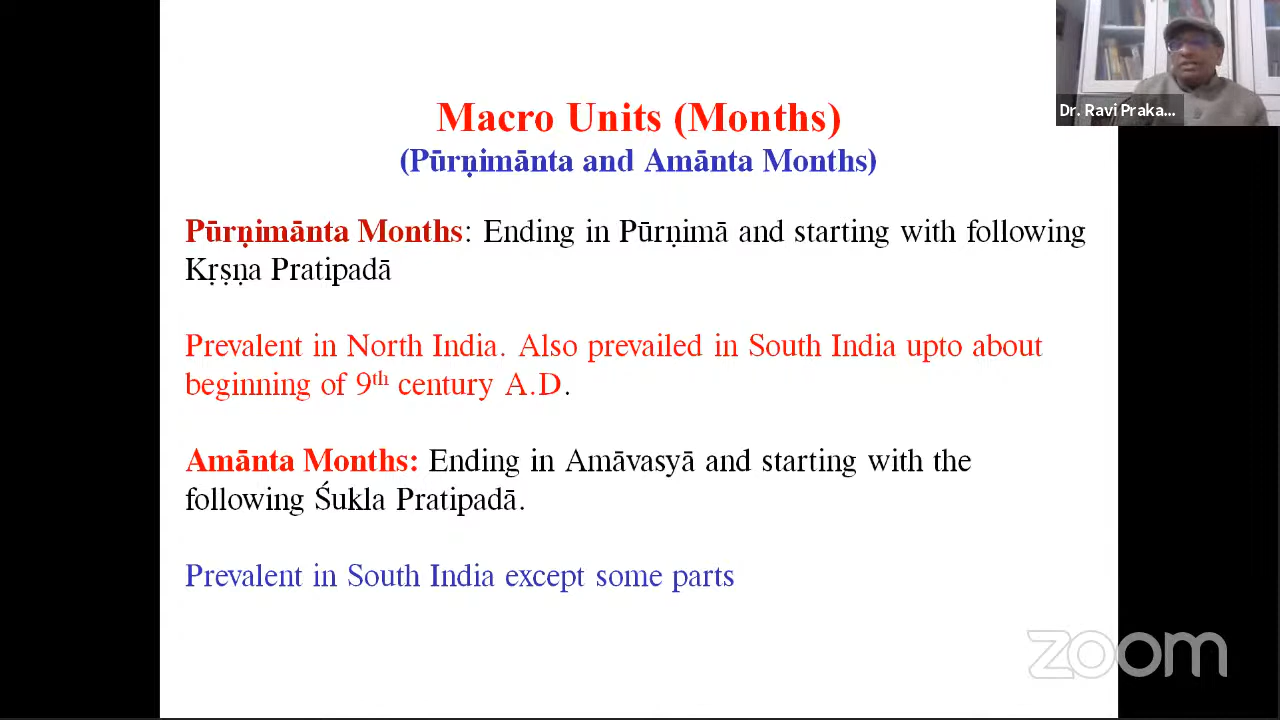 Dr. Ravi Praka...
Macro Units (Months)
(Pūrṇimānta and Amānta Months)
Pūrṇimānta Months: Ending in Pūrṇimā and starting with following
Kṛṣṇa Pratipadā
Prevalent in North India. Also prevailed in South India upto about
beginning of 9th century A.D.
Amānta Months: Ending in Amāvasyā and starting with the
following Śukla Pratipadā.
Prevalent in South India except some parts
zoom